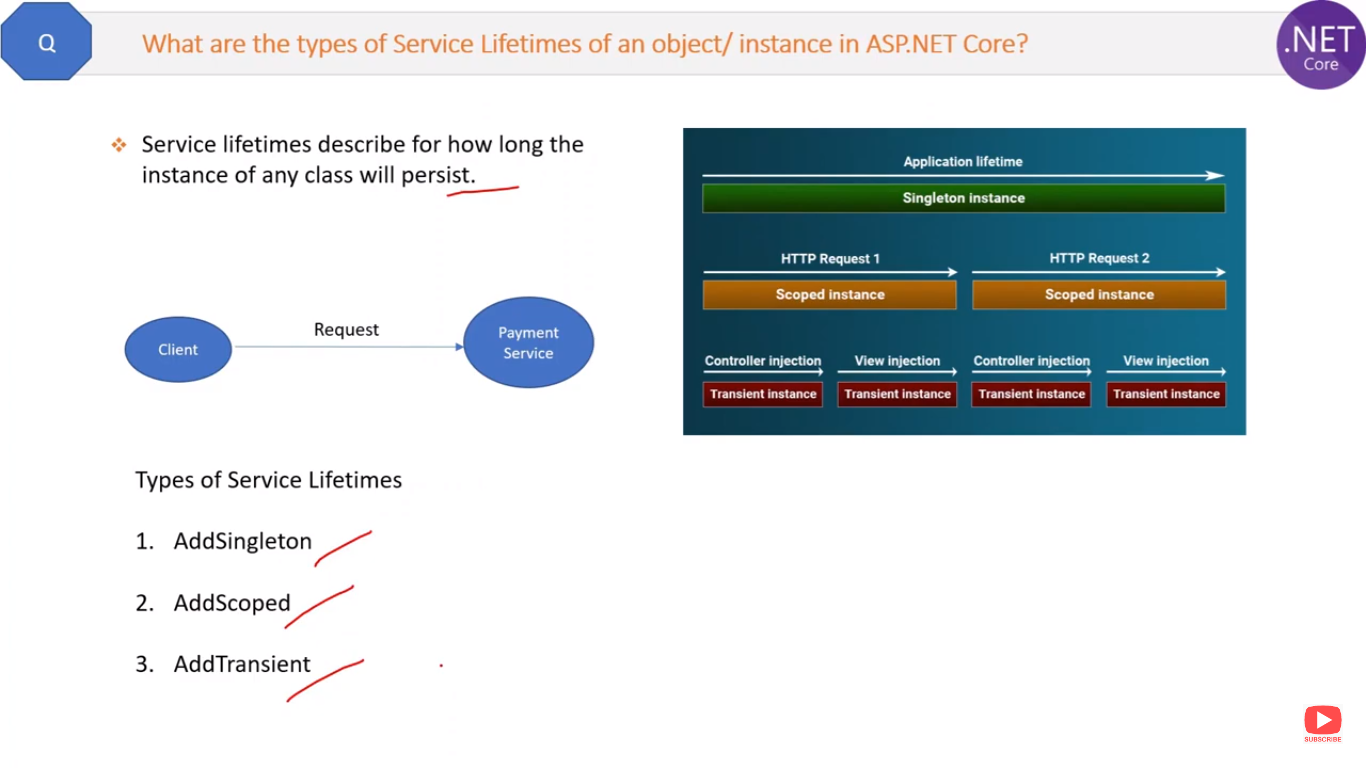 Q
What are the types of Service Lifetimes of an object/ instance in ASP.NET Core?
.NET
Core
Service lifetimes describe for how long the
instance of any class will persist.
Client
Request
Payment
Service
Application lifetime
Singleton instance
HTTP Request 1
HTTP Request 2
Scoped instance
Scoped instance
Controller injection
View injection
Controller injection
View injection
Transient instance
Transient instance
Transient instance
Transient instance
Types of Service Lifetimes
1. AddSingleton
2. AddScoped
3. AddTransient
SUBSCRIBE